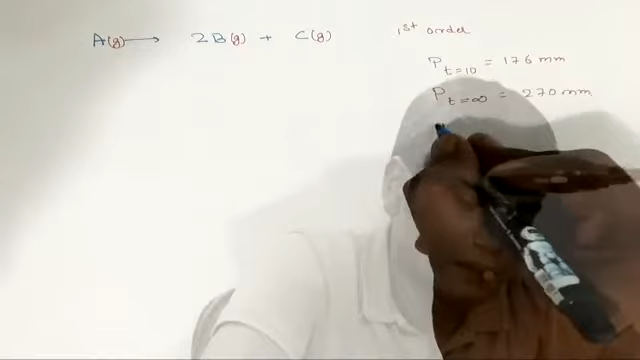 A(g) ⟶ 2B(g) + C(g) 1st order
P t=10 = 176 mm
P t=∞ = 270 mm